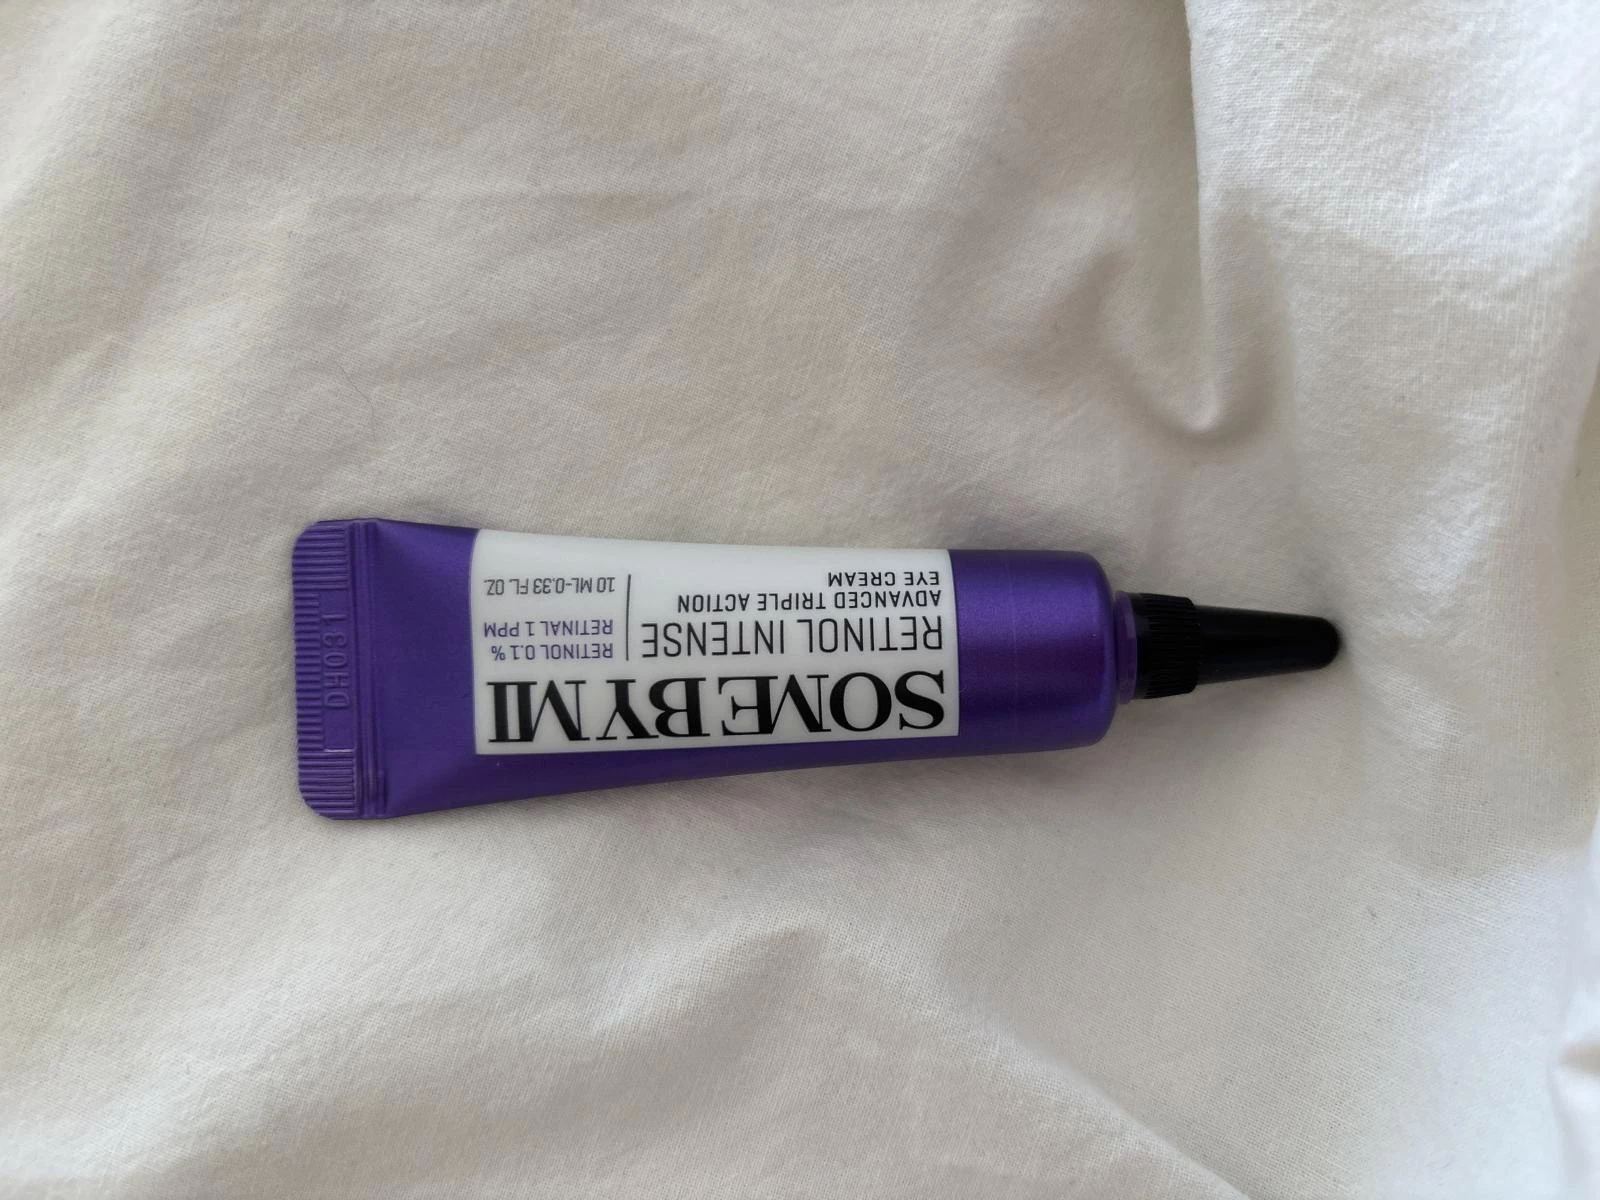 SOME BY MI
RETINOL INTENSE
ADVANCED TRIPLE ACTION
EYE CREAM
RETINOL 0.1%
RETINAL 1 PPM
10 ML-0.33 FL. OZ.
DH031